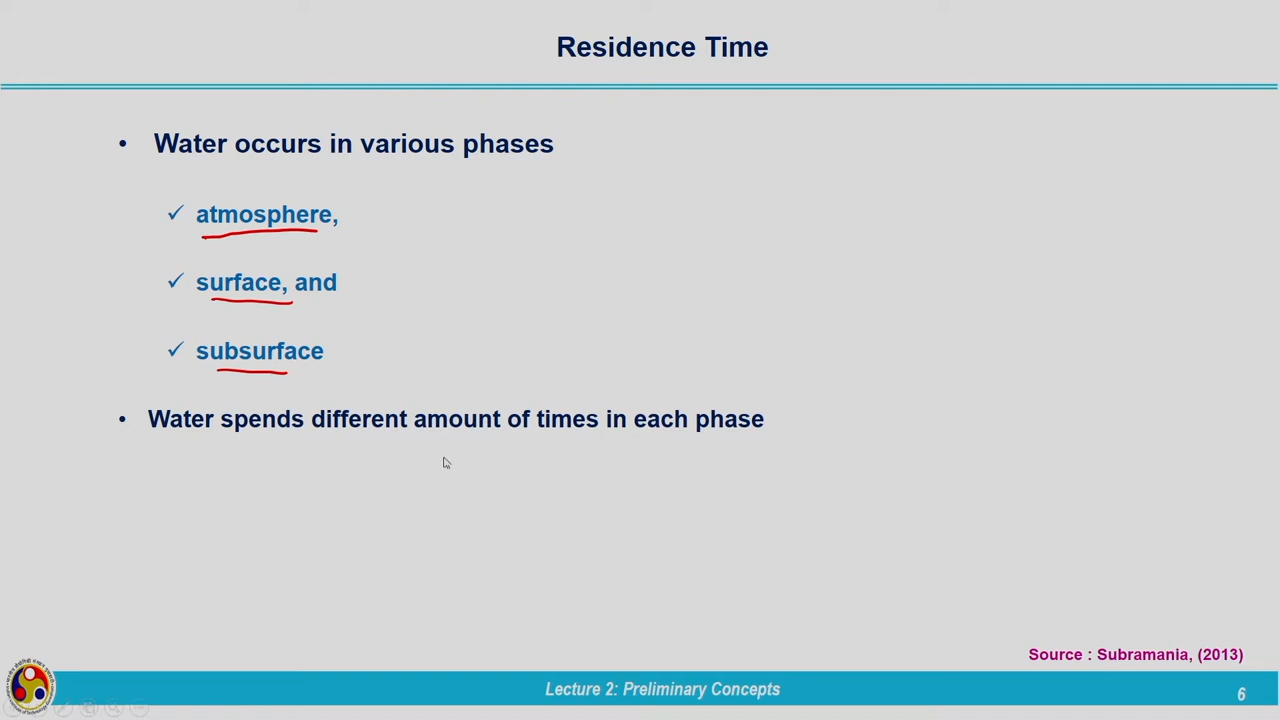 Residence Time
• Water occurs in various phases
✓ atmosphere,
✓ surface, and
✓ subsurface
• Water spends different amount of times in each phase
Source : Subramania, (2013)
Lecture 2: Preliminary Concepts
6